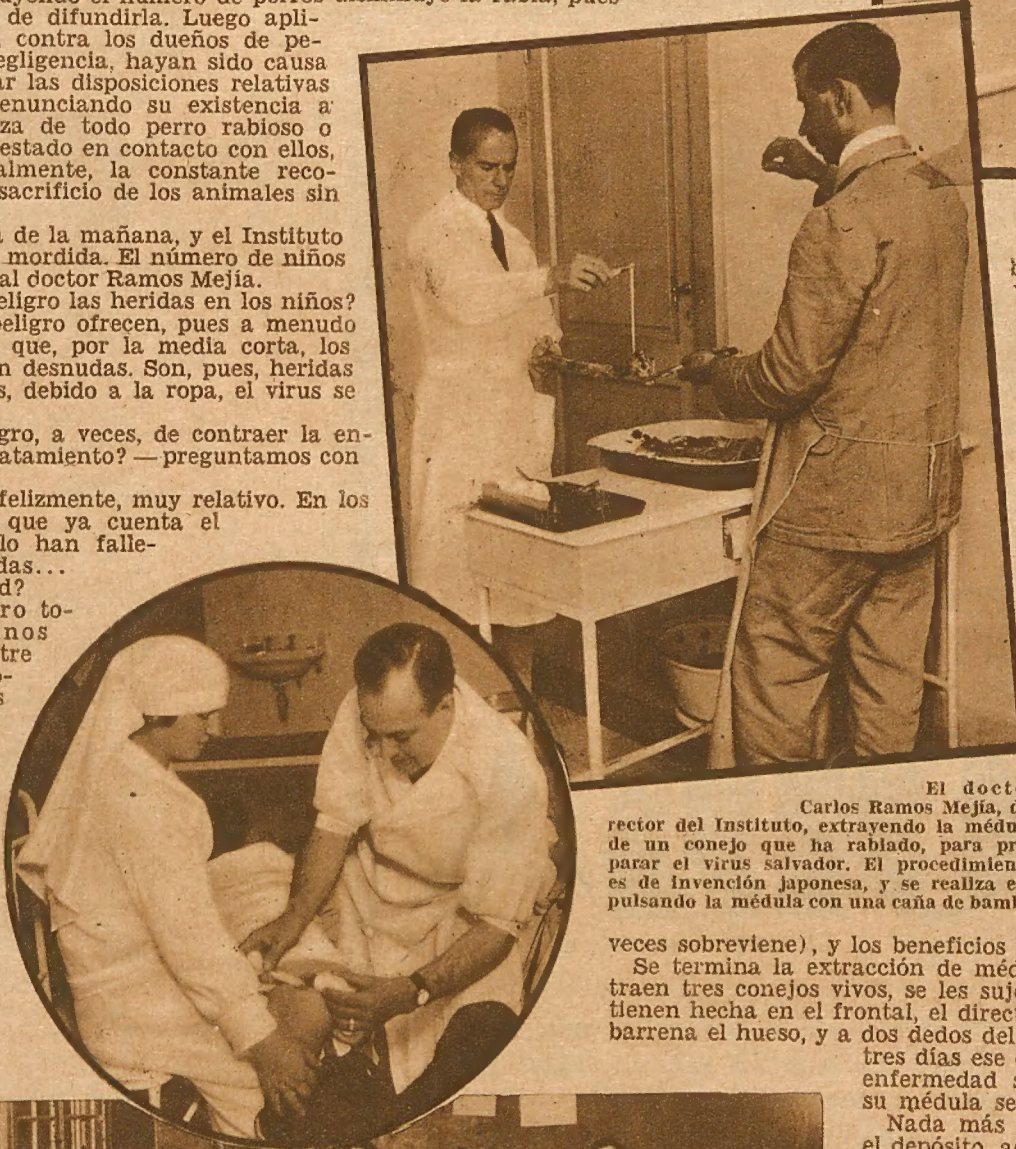 de difundirla. Luego apli-
contra los dueños de pe-
egligencia, hayan sido causa
ar las disposiciones relativas
enunciando su existencia a
za de todo perro rabioso o
estado en contacto con ellos,
almente, la constante reco-
sacrificio de los animales sin
de la mañana, y el Instituto
mordida. El número de niños
al doctor Ramos Mejía.
eligro las heridas en los niños?
peligro ofrecen, pues a menudo
que, por la media corta, los
n desnudas. Son, pues, heridas
s, debido a la ropa, el virus se
gro, a veces, de contraer la en-
atamiento? — preguntamos con
felizmente, muy relativo. En los
que ya cuenta el
lo han falle-
das...
d?
ro to-
nos
tre
o-
s
El doct
Carlos Ramos Mejía, d
rector del Instituto, extrayendo la médu
de un conejo que ha rabiado, para pr
parar el virus salvador. El procedimien
es de invención japonesa, y se realiza e
pulsando la médula con una caña de bam
veces sobreviene), y los beneficios
Se termina la extracción de méd
traen tres conejos vivos, se les suj
tienen hecha en el frontal, el direc
barrena el hueso, y a dos dedos del
tres días ese
enfermedad s
su médula se
Nada más
el depósito